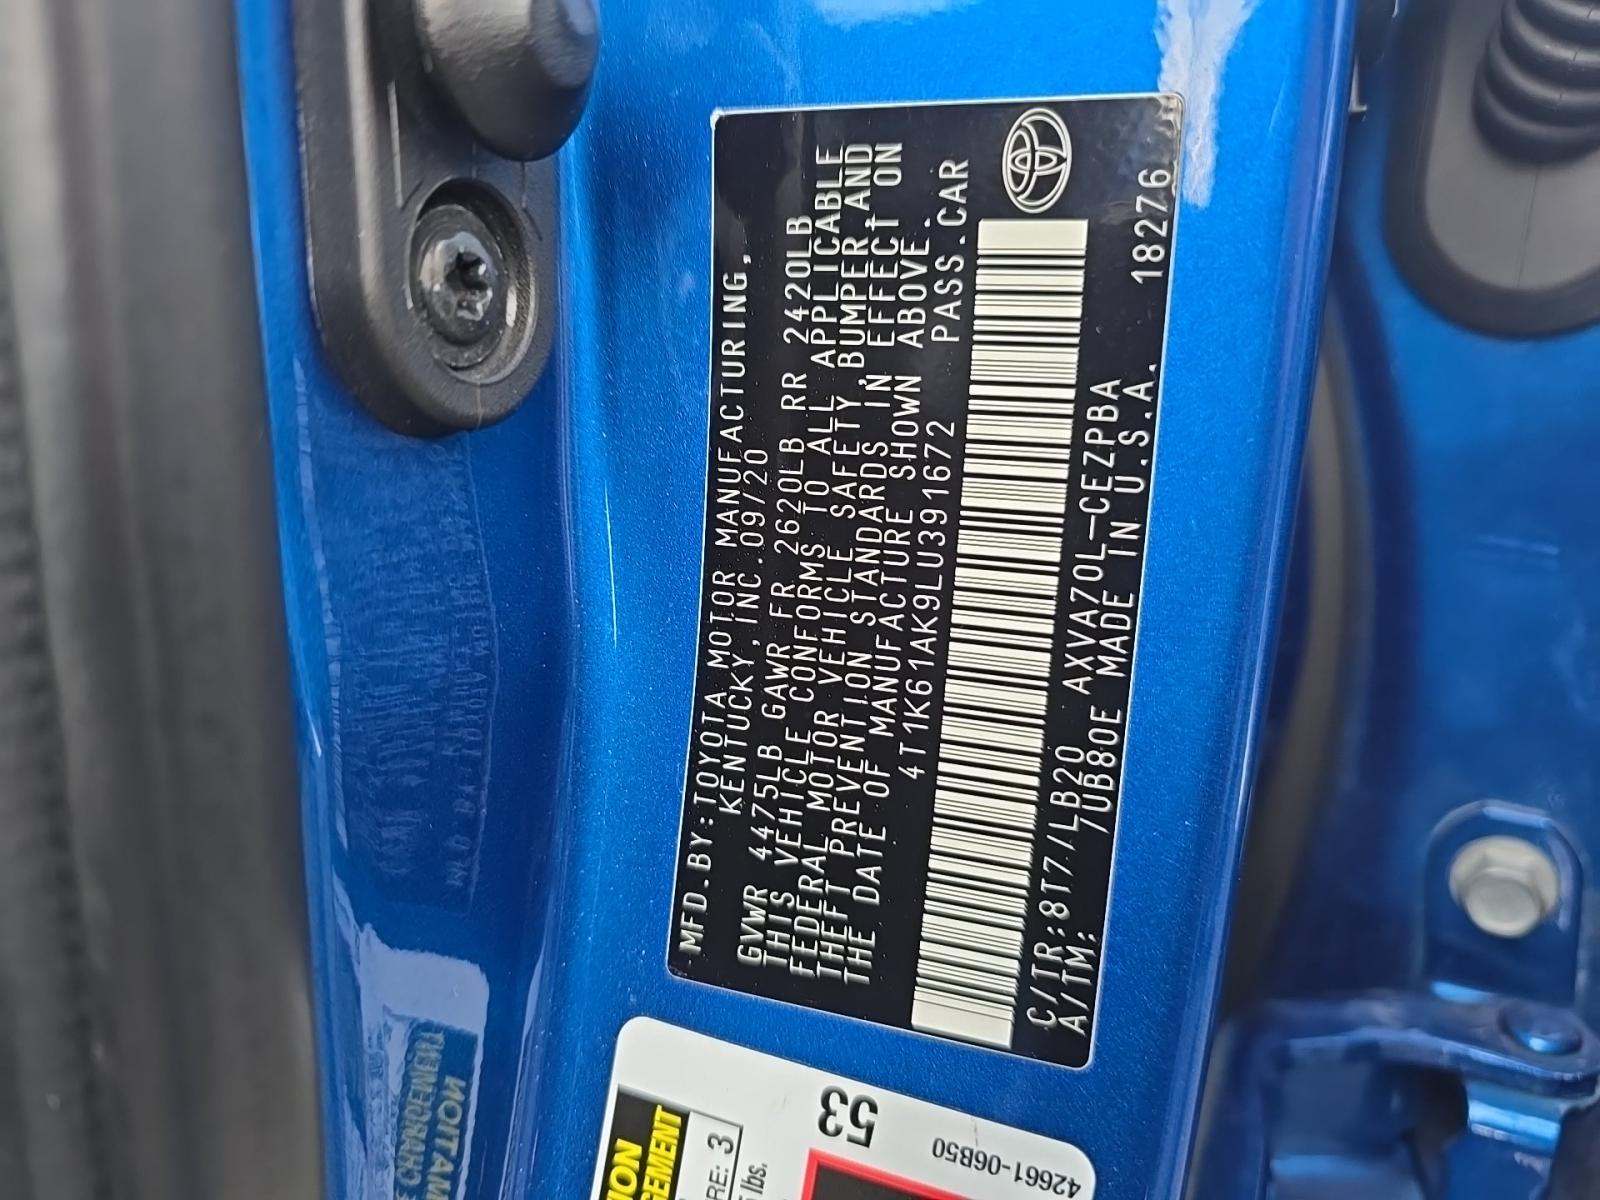 MFD.BY:TOYOTA MOTOR MANUFACTURING,
KENTUCKY,INC.09/20
GVWR 4475LB GAWR FR 2620LB RR 2420LB
THIS VEHICLE CONFORMS TO ALL APPLICABLE
FEDERAL MOTOR VEHICLE SAFETY,BUMPER,AND
THEFT PREVENTION STANDARDS IN EFFECT ON
THE DATE OF MANUFACTURE SHOWN ABOVE.
4T1K61AK9LU391672 PASS.CAR
C/TR:8T7/LB20 AXVA70L-CEZPBA 18276
A/TM: /UB80E MADE IN U.S.A.
53
42661-06B50
3
lbs.